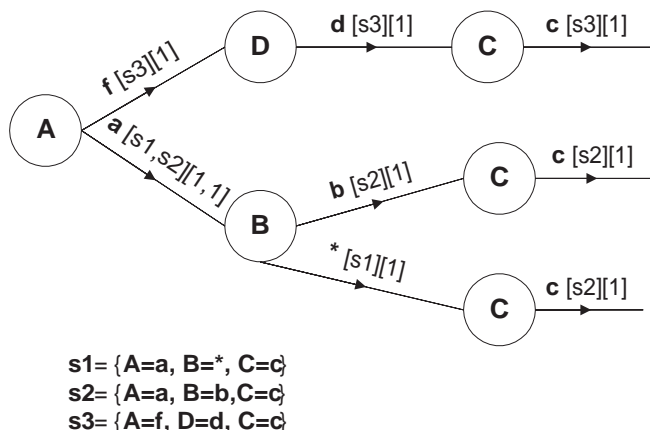 D
d [s3][1]
C
c [s3][1]
f [s3][1]
A
a [s1,s2][1,1]
B
b [s2][1]
C
c [s2][1]
* [s1][1]
C
c [s2][1]
s1= {A=a, B=*, C=c}
s2= {A=a, B=b,C=c}
s3= {A=f, D=d, C=c}